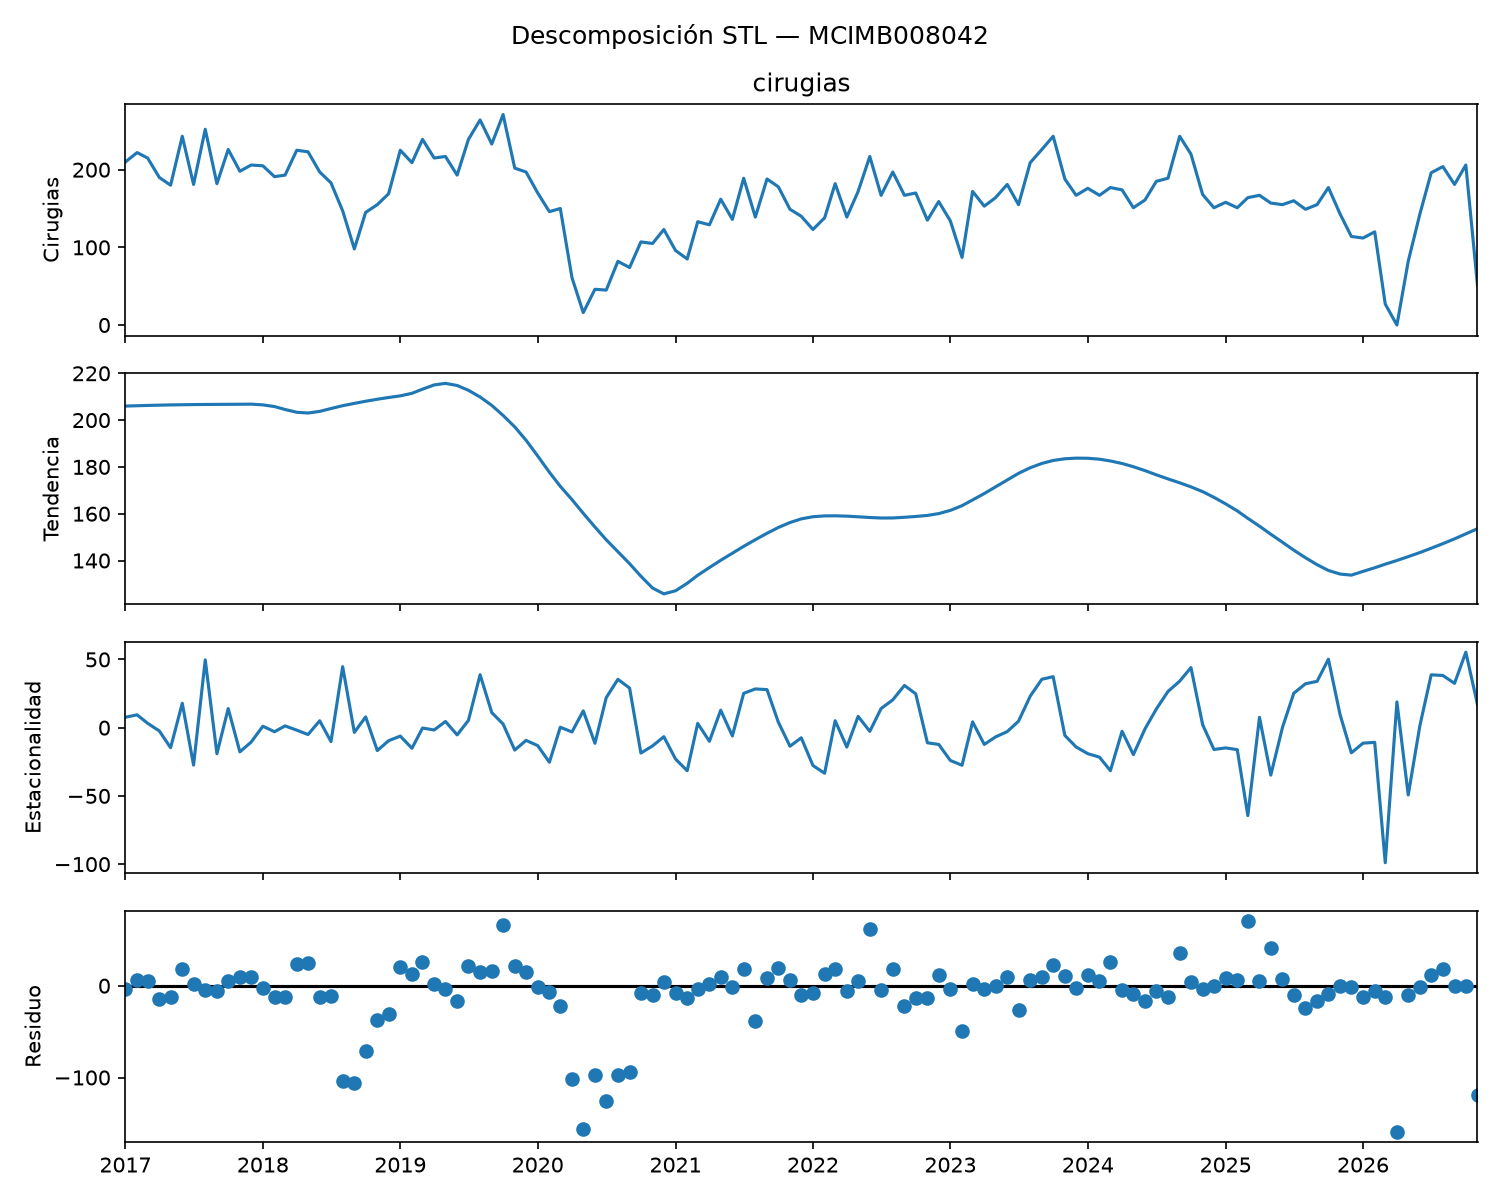 Descomposición STL — MCIMB008042
cirugias
Cirugias
200
100
0
Tendencia
220
200
180
160
140
Estacionalidad
50
0
−50
−100
Residuo
0
−100
2017 2018 2019 2020 2021 2022 2023 2024 2025 2026